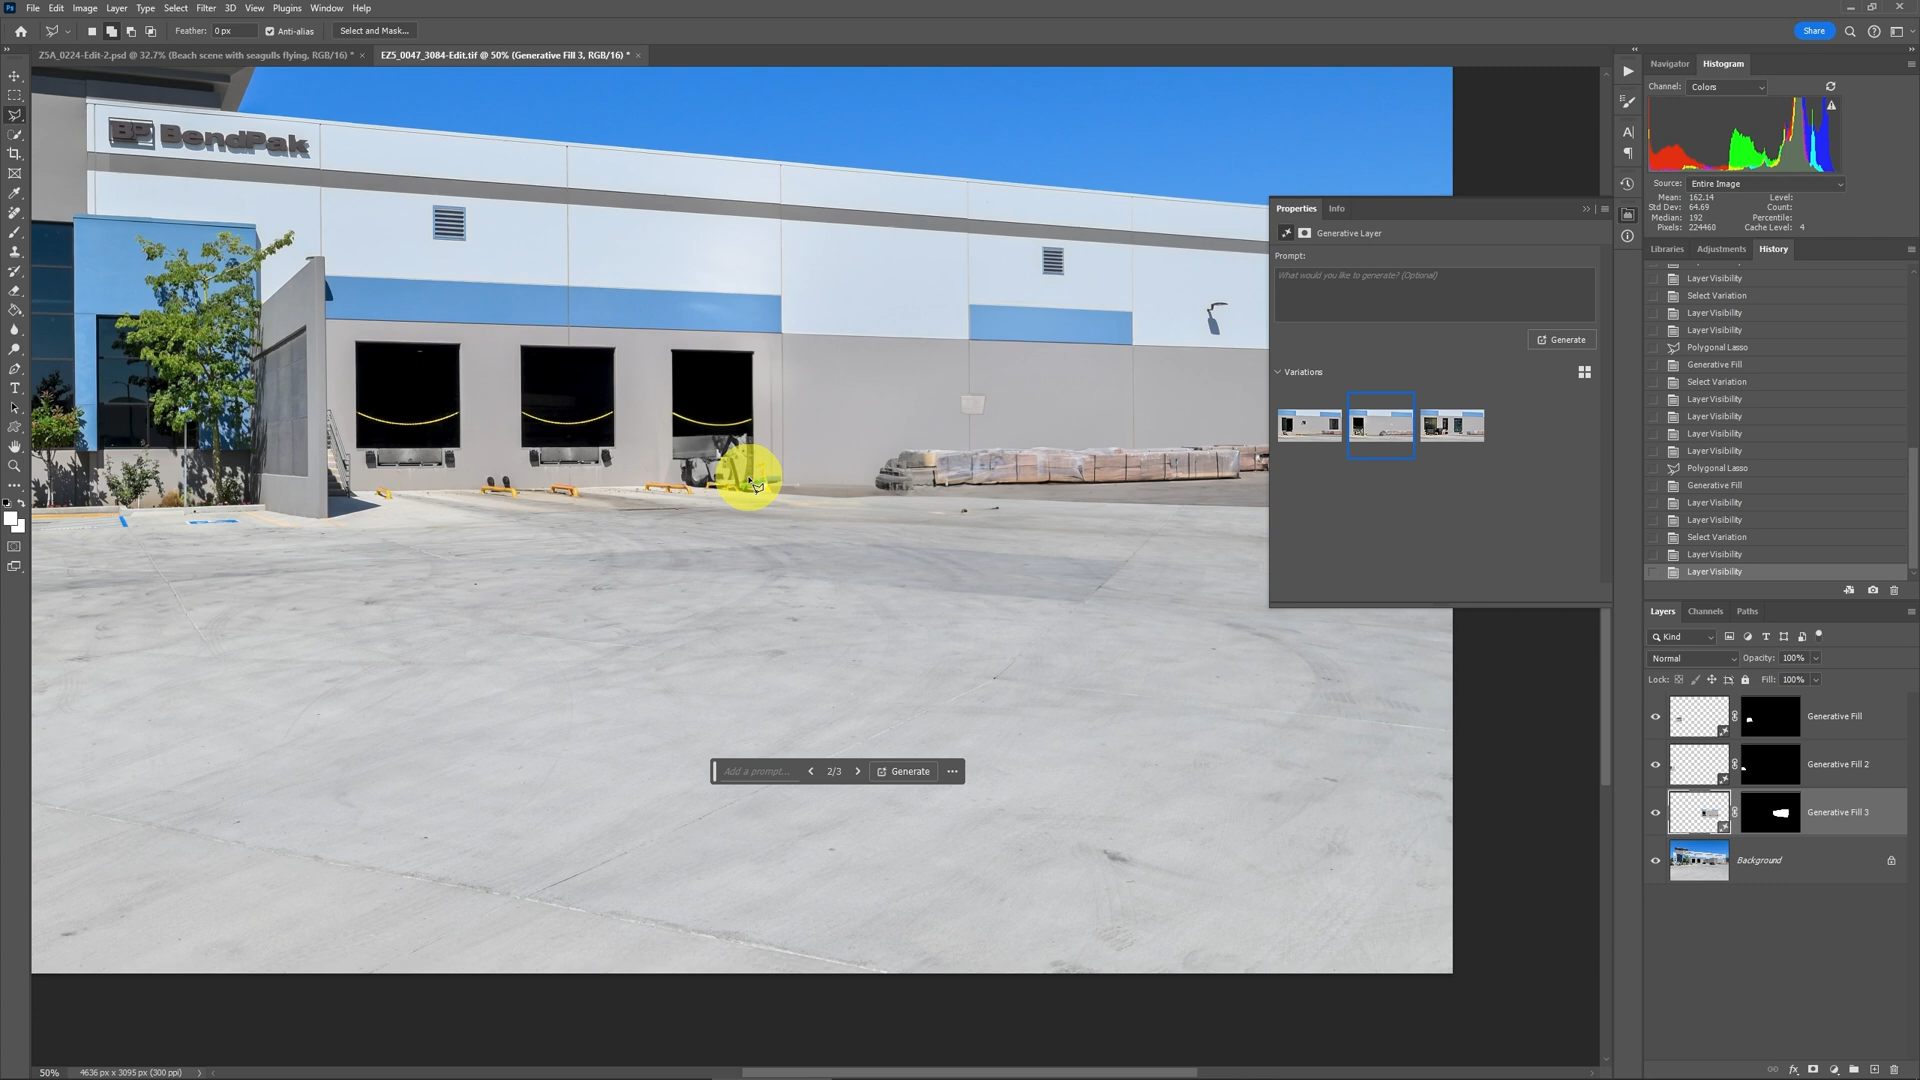 Ps File Edit Image Layer Type Select Filter 3D View Plugins Window Help
Feather: 0 px Anti-alias Select and Mask... Share
Z5A_0224-Edit-2.psd @ 32.7% (Beach scene with seagulls flying, RGB/16) * × EZ5_0047_3084-Edit.tif @ 50% (Generative Fill 3, RGB/16) * ×
BP BendPak
Add a prompt... 2/3 Generate
50% 4636 px x 3095 px (300 ppi)
Properties Info
Generative Layer
Prompt:
What would you like to generate? (Optional)
Generate
Variations
Navigator Histogram
Channel: Colors
Source: Entire Image
Mean: 162.14 Level:
Std Dev: 64.69 Count:
Median: 192 Percentile:
Pixels: 224460 Cache Level: 4
Libraries Adjustments History
Layer Visibility
Select Variation
Layer Visibility
Layer Visibility
Polygonal Lasso
Generative Fill
Select Variation
Layer Visibility
Layer Visibility
Layer Visibility
Layer Visibility
Polygonal Lasso
Generative Fill
Layer Visibility
Layer Visibility
Select Variation
Layer Visibility
Layer Visibility
Layers Channels Paths
Kind
Normal Opacity: 100%
Lock: Fill: 100%
Generative Fill
Generative Fill 2
Generative Fill 3
Background